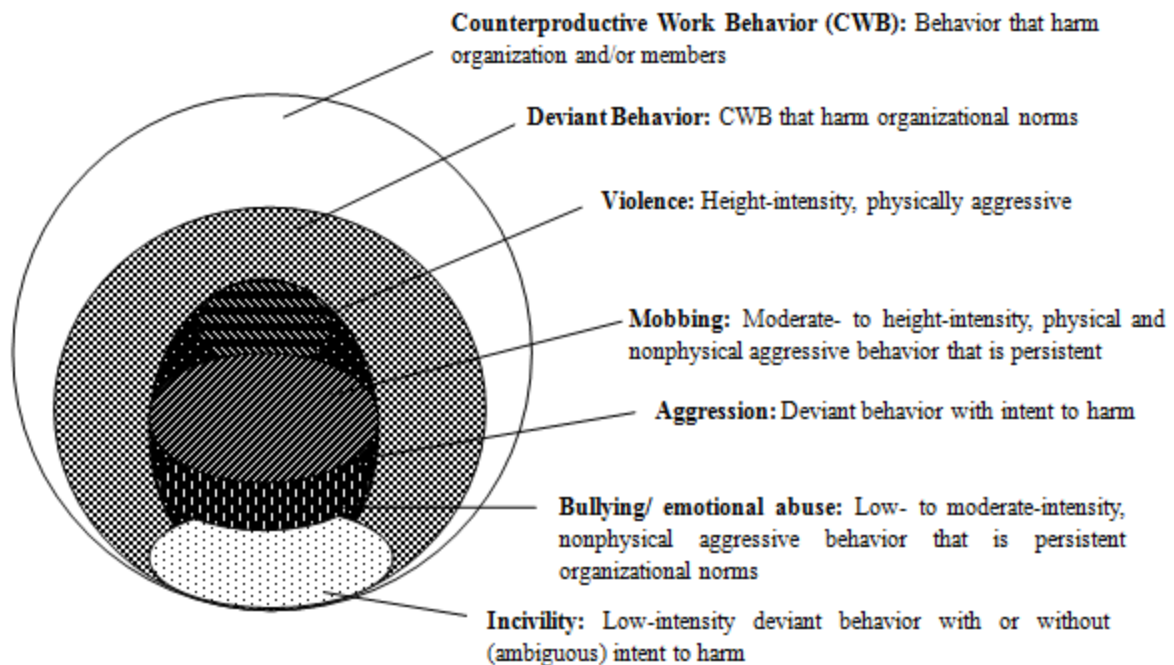 Counterproductive Work Behavior (CWB): Behavior that harm
organization and/or members
Deviant Behavior: CWB that harm organizational norms
Violence: Height-intensity, physically aggressive
Mobbing: Moderate- to height-intensity, physical and
nonphysical aggressive behavior that is persistent
Aggression: Deviant behavior with intent to harm
Bullying/ emotional abuse: Low- to moderate-intensity,
nonphysical aggressive behavior that is persistent
organizational norms
Incivility: Low-intensity deviant behavior with or without
(ambiguous) intent to harm